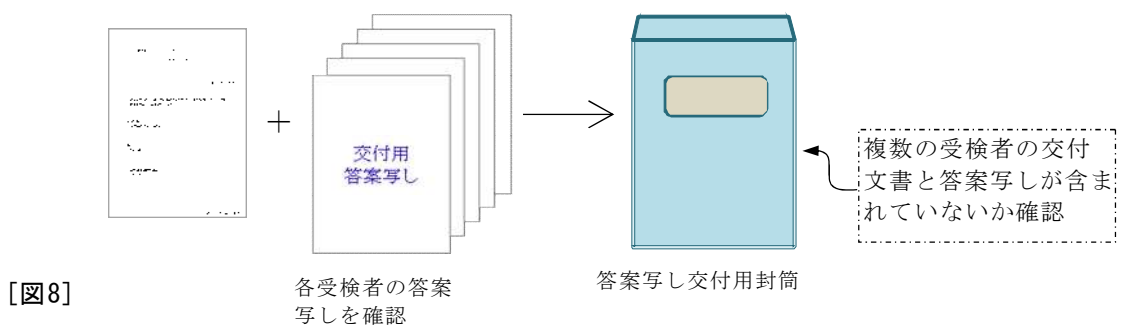 交付用
答案写し
+
複数の受検者の交付
文書と答案写しが含ま
れていないか確認
各受検者の答案
写しを確認
答案写し交付用封筒
[図8]